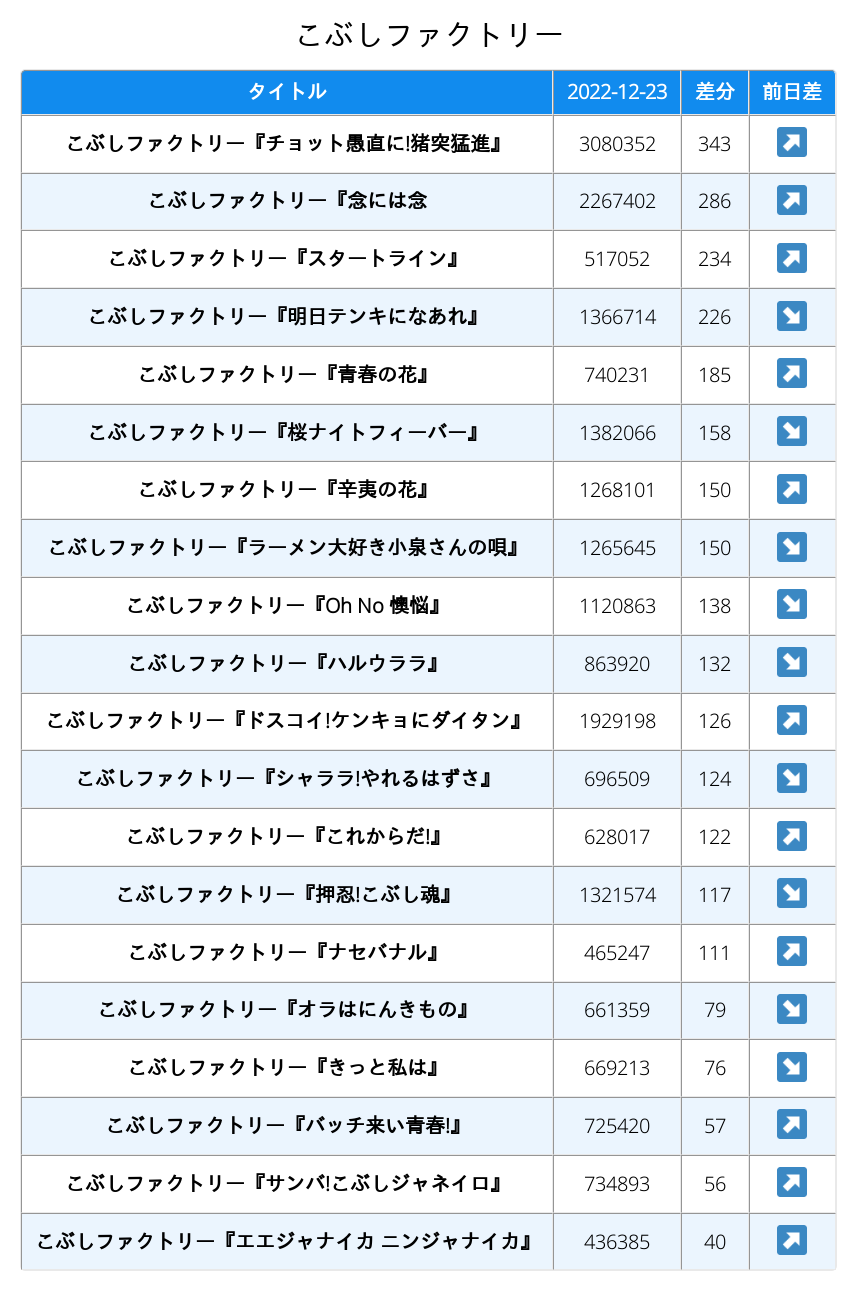 こぶしファクトリー
タイトル 2022-12-23 差分 前日差
こぶしファクトリー『チョット愚直に!猪突猛進』 3080352 343 ↗
こぶしファクトリー『念には念 2267402 286 ↗
こぶしファクトリー『スタートライン』 517052 234 ↗
こぶしファクトリー『明日テンキになあれ』 1366714 226 ↘
こぶしファクトリー『青春の花』 740231 185 ↗
こぶしファクトリー『桜ナイトフィーバー』 1382066 158 ↘
こぶしファクトリー『辛夷の花』 1268101 150 ↗
こぶしファクトリー『ラーメン大好き小泉さんの唄』 1265645 150 ↘
こぶしファクトリー『Oh No 懊悩』 1120863 138 ↘
こぶしファクトリー『ハルウララ』 863920 132 ↘
こぶしファクトリー『ドスコイ!ケンキョにダイタン』 1929198 126 ↗
こぶしファクトリー『シャララ!やれるはずさ』 696509 124 ↘
こぶしファクトリー『これからだ!』 628017 122 ↗
こぶしファクトリー『押忍!こぶし魂』 1321574 117 ↘
こぶしファクトリー『ナセバナル』 465247 111 ↗
こぶしファクトリー『オラはにんきもの』 661359 79 ↘
こぶしファクトリー『きっと私は』 669213 76 ↘
こぶしファクトリー『バッチ来い青春!』 725420 57 ↗
こぶしファクトリー『サンバ!こぶしジャネイロ』 734893 56 ↗
こぶしファクトリー『エエジャナイカ ニンジャナイカ』 436385 40 ↗